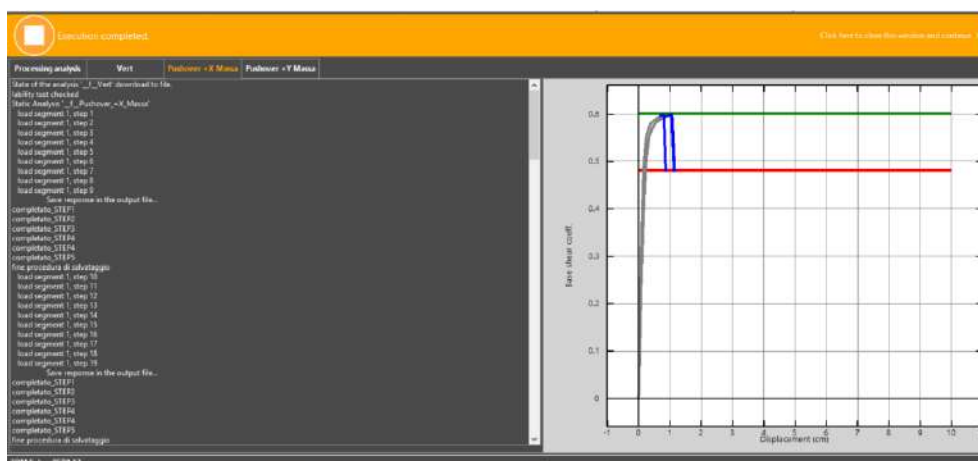 Execution completed.
Click here to close this window and continue
Processing analysis
Vert
Pushover +X Massa
Pushover +Y Massa
State of the analysis '__f__Vert' download to file.
lability test checked
Static Analysis '__f__Pushover_+X_Massa'
load segment 1, step 1
load segment 1, step 2
load segment 1, step 3
load segment 1, step 4
load segment 1, step 5
load segment 1, step 6
load segment 1, step 7
load segment 1, step 8
load segment 1, step 9
Save response in the output file...
completato_STEP1
completato_STEP2
completato_STEP3
completato_STEP4
completato_STEP4
completato_STEP5
fine procedura di salvataggio
load segment 1, step 10
load segment 1, step 11
load segment 1, step 12
load segment 1, step 13
load segment 1, step 14
load segment 1, step 15
load segment 1, step 16
load segment 1, step 17
load segment 1, step 18
load segment 1, step 19
Save response in the output file...
completato_STEP1
completato_STEP2
completato_STEP3
completato_STEP4
completato_STEP4
completato_STEP5
fine procedura di salvataggio
0.6
0.5
0.4
0.3
0.2
0.1
0
Base shear coeff.
-1 0 1 2 3 4 5 6 7 8 9 10
Displacement (cm)